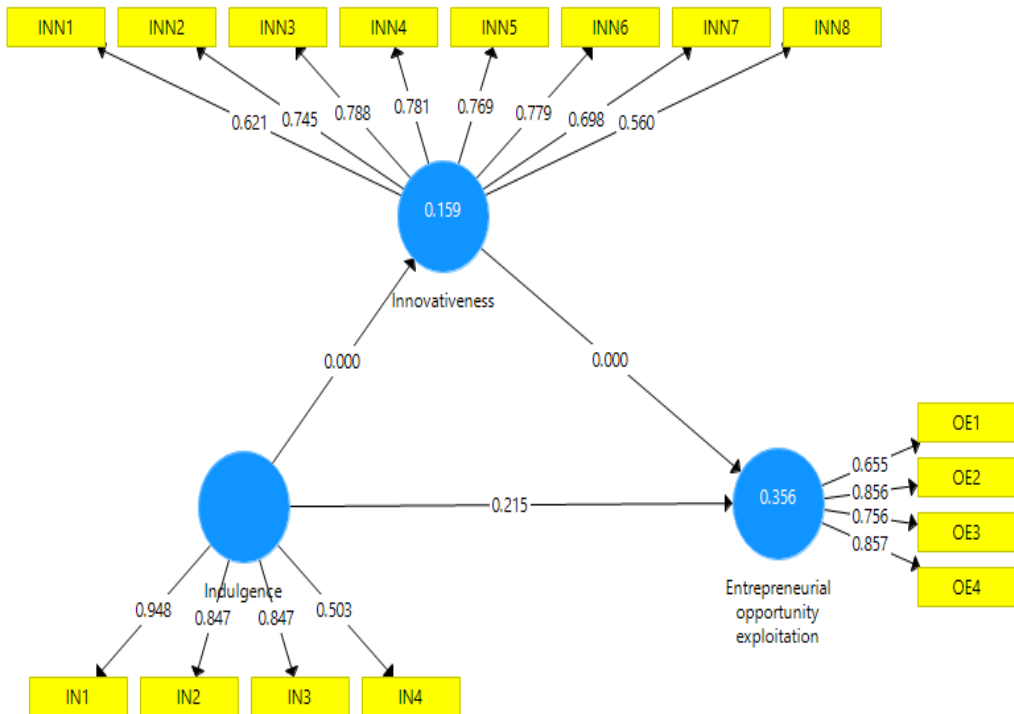 INN1 INN2 INN3 INN4 INN5 INN6 INN7 INN8
0.621 0.745 0.788 0.781 0.769 0.779 0.698 0.560
0.159
Innovativeness
0.000 0.000
OE1
0.655
OE2
0.856
0.756
OE3
0.857
OE4
0.215
0.356
Indulgence
Entrepreneurial
opportunity
exploitation
0.948 0.847 0.847 0.503
IN1 IN2 IN3 IN4